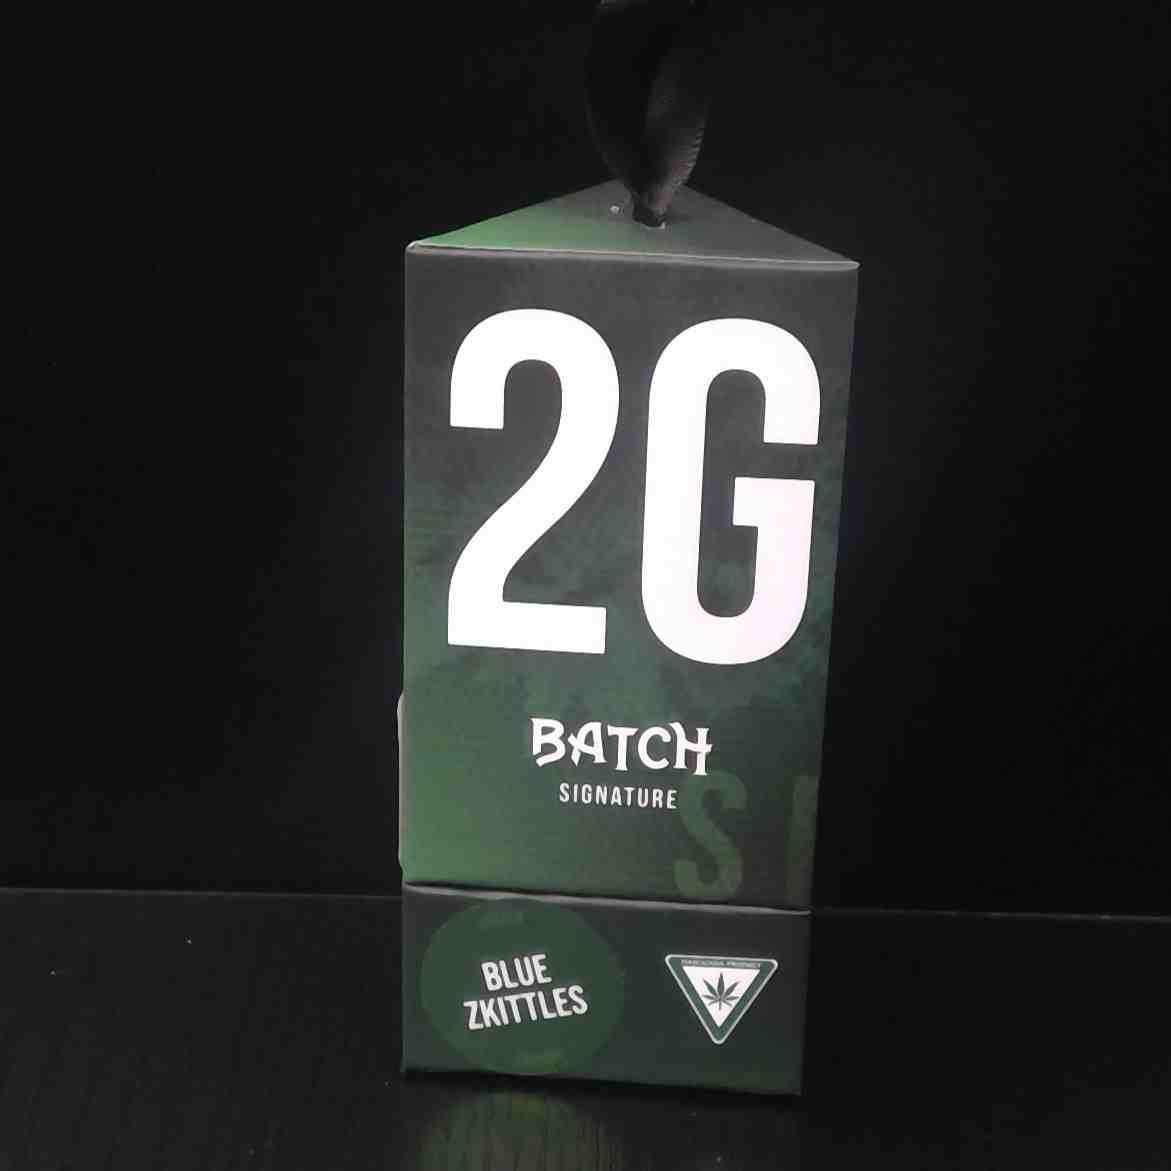 2G
BATCH
SIGNATURE
S
BLUE
ZKITTLES